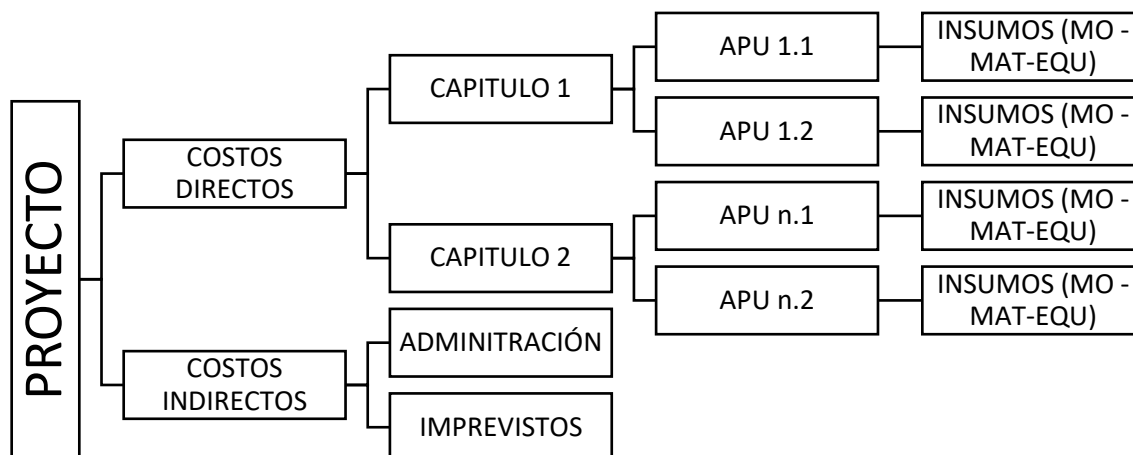 PROYECTO
COSTOS
DIRECTOS
CAPITULO 1
APU 1.1
INSUMOS (MO -
MAT-EQU)
APU 1.2
INSUMOS (MO -
MAT-EQU)
CAPITULO 2
APU n.1
INSUMOS (MO -
MAT-EQU)
APU n.2
INSUMOS (MO -
MAT-EQU)
COSTOS
INDIRECTOS
ADMINITRACIÓN
IMPREVISTOS